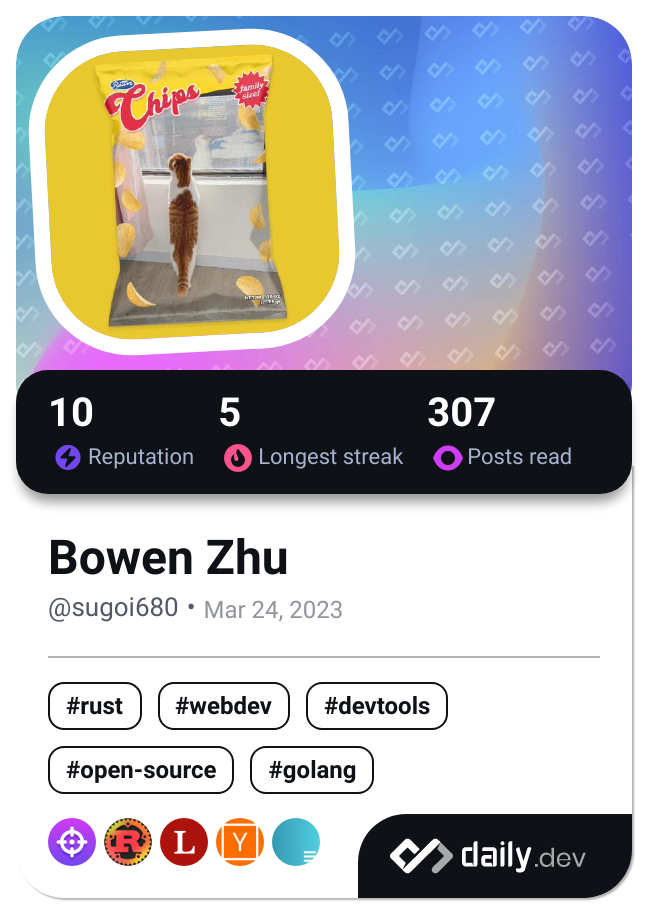 Better
Chips
family
size!
10
5
307
Reputation
Longest streak
Posts read
Bowen Zhu
@sugoi680 • Mar 24, 2023
#rust
#webdev
#devtools
#open-source
#golang
R
L
Y
daily.dev